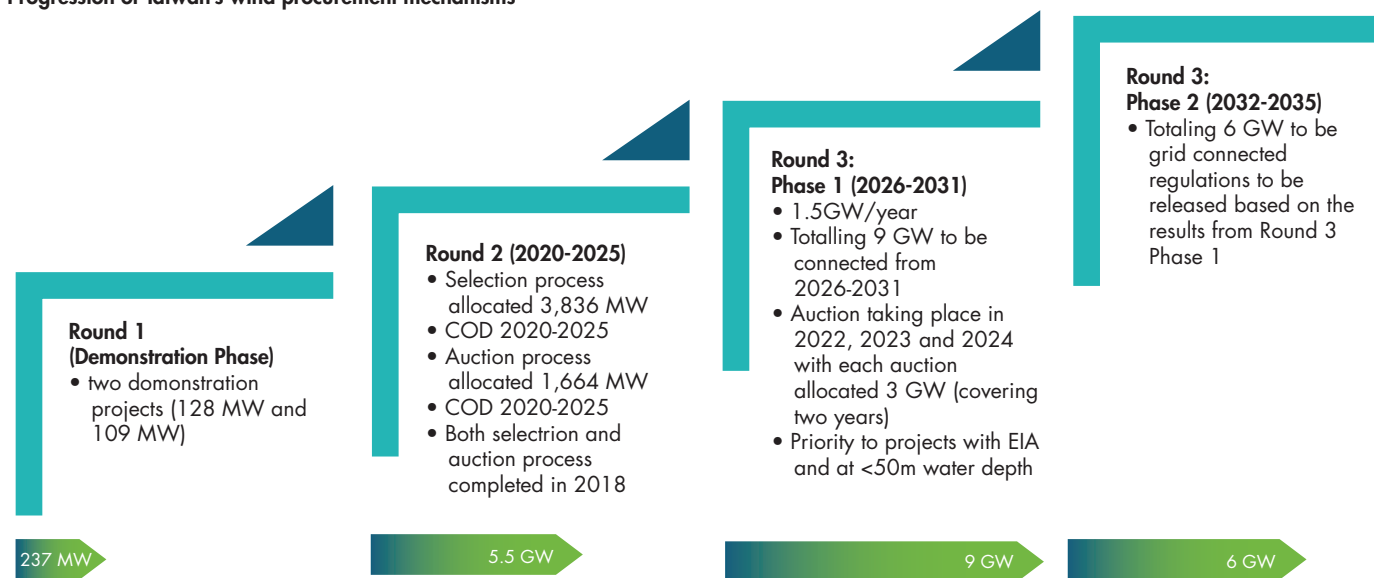 Progression of Taiwan's wind procurement mechanisms
Round 1
(Demonstration Phase)
• two domonstration
projects (128 MW and
109 MW)
237 MW
Round 2 (2020-2025)
• Selection process
allocated 3,836 MW
• COD 2020-2025
• Auction process
allocated 1,664 MW
• COD 2020-2025
• Both selectrion and
auction process
completed in 2018
5.5 GW
Round 3:
Phase 1 (2026-2031)
• 1.5GW/year
• Totalling 9 GW to be
connected from
2026-2031
• Auction taking place in
2022, 2023 and 2024
with each auction
allocated 3 GW (covering
two years)
• Priority to projects with EIA
and at <50m water depth
9 GW
Round 3:
Phase 2 (2032-2035)
• Totaling 6 GW to be
grid connected
regulations to be
released based on the
results from Round 3
Phase 1
6 GW